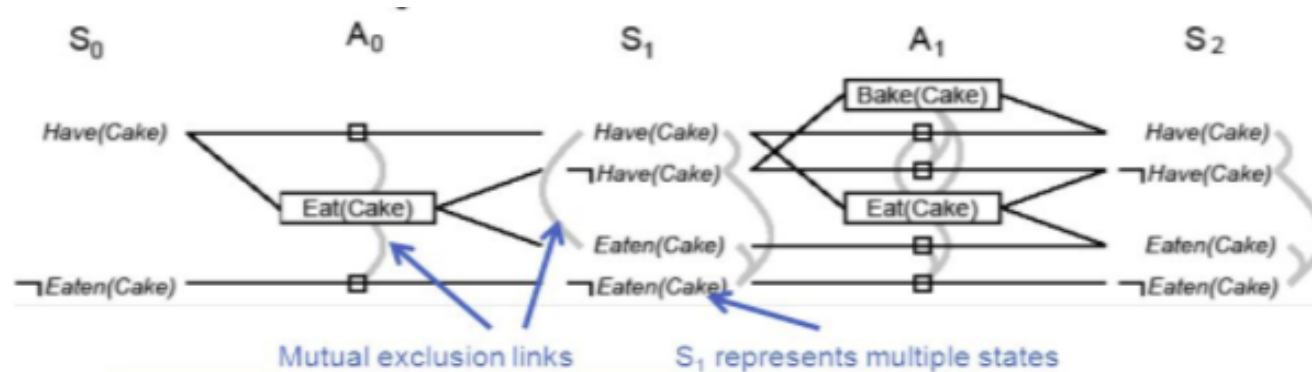 S0 A0 S1 A1 S2
Bake(Cake)
Have(Cake) Have(Cake) Have(Cake)
¬Have(Cake) ¬Have(Cake)
Eat(Cake) Eat(Cake)
Eaten(Cake) Eaten(Cake)
¬Eaten(Cake) ¬Eaten(Cake) ¬Eaten(Cake)
Mutual exclusion links S1 represents multiple states